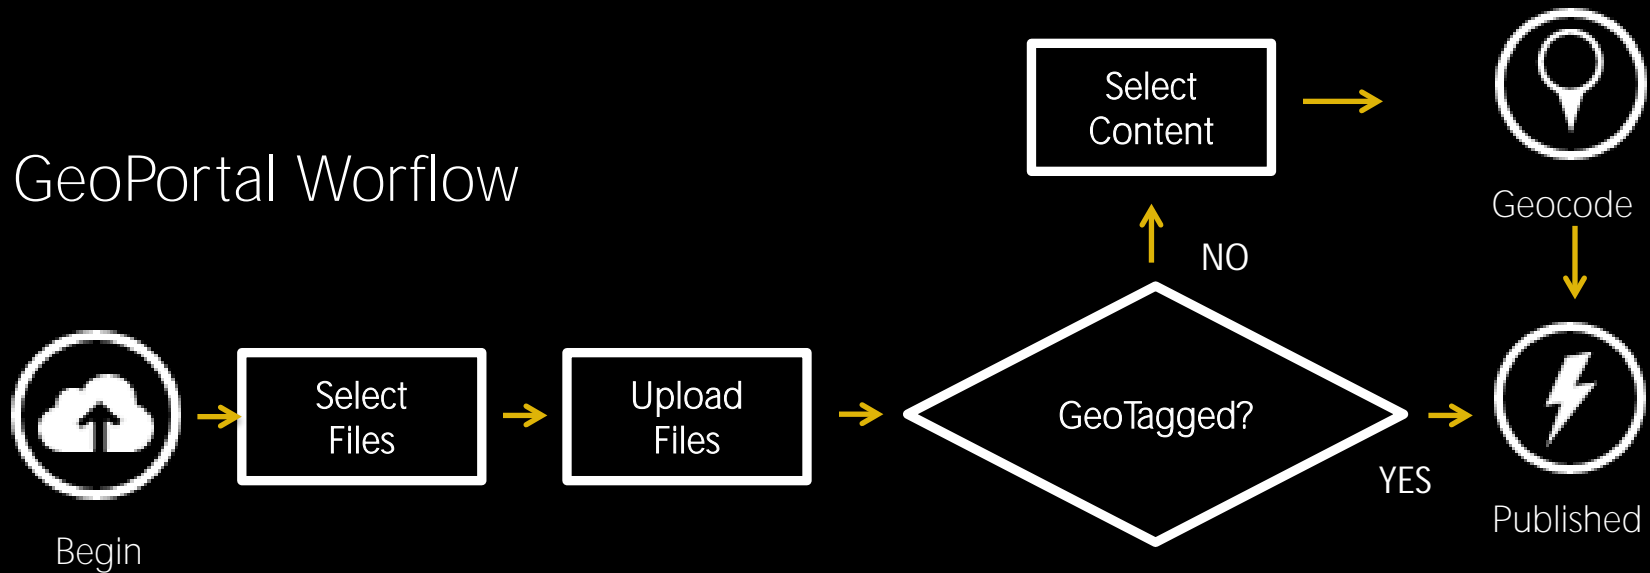 GeoPortal Worflow
Begin
Select
Files
Upload
Files
GeoTagged?
NO
Select
Content
Geocode
YES
Published